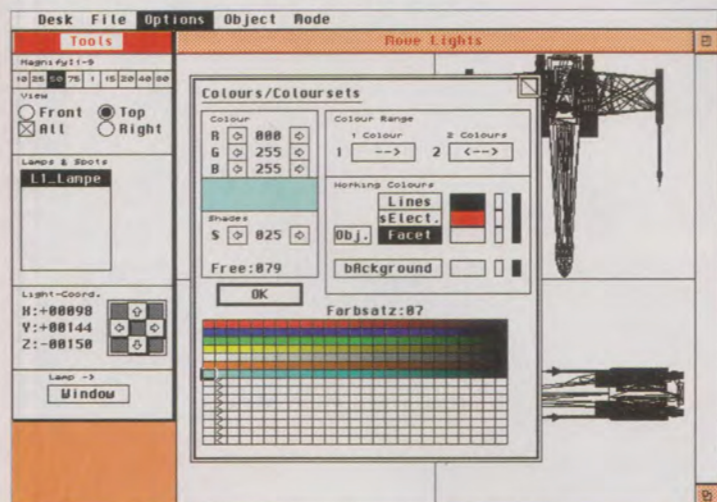 Desk File Options Object Mode
Tools
Move Lights
Magnify:1-9
10 25 50 75 1 15 20 40 80
View
Front Top
All Right
Lamps & Spots
L1_Lampe
Light-Coord.
X:+00098
Y:+00144
Z:-00150
Lamp ->
Window
Colours/Coloursets
Colour
R 000
G 255
B 255
Shades
S 025
Free:079
OK
Colour Range
1 Colour 2 Colours
1 --> 2 <-->
Working Colours
Lines
sElect.
Obj. Facet
bAckground
Farbsatz:07